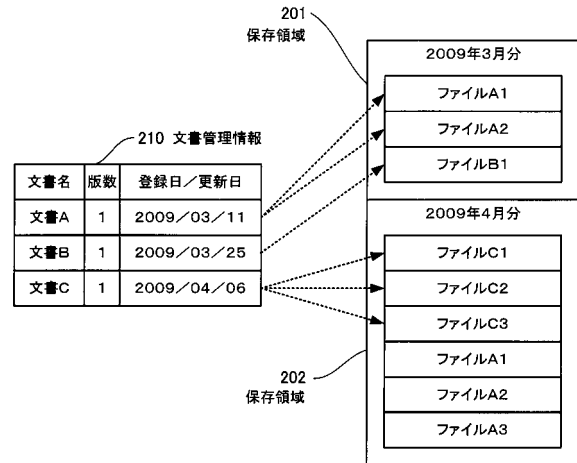 201
保存領域
2009年3月分
ファイルA1
ファイルA2
ファイルB1
210 文書管理情報
文書名 版数 登録日/更新日
文書A 1 2009/03/11
文書B 1 2009/03/25
文書C 1 2009/04/06
2009年4月分
ファイルC1
ファイルC2
ファイルC3
ファイルA1
ファイルA2
ファイルA3
202
保存領域